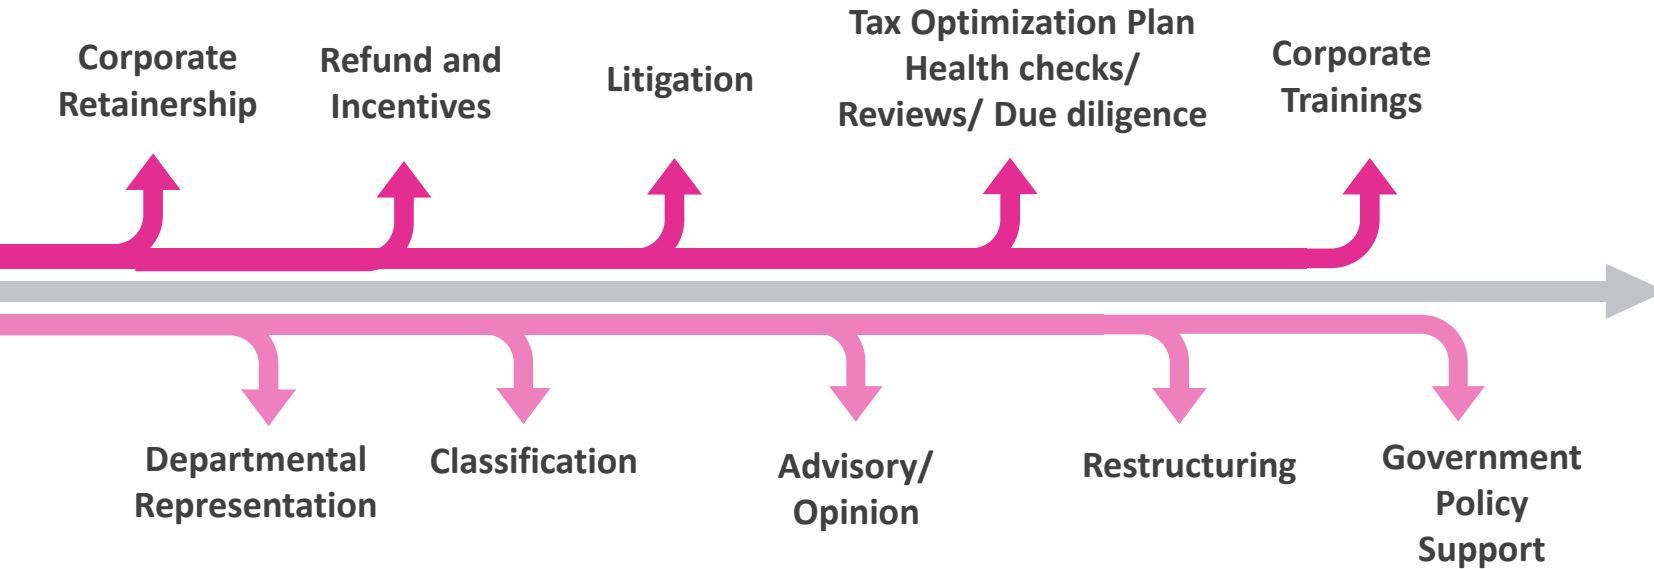 Corporate
Retainership
Refund and
Incentives
Litigation
Tax Optimization Plan
Health checks/
Reviews/ Due diligence
Corporate
Trainings
Departmental
Representation
Classification
Advisory/
Opinion
Restructuring
Government
Policy
Support